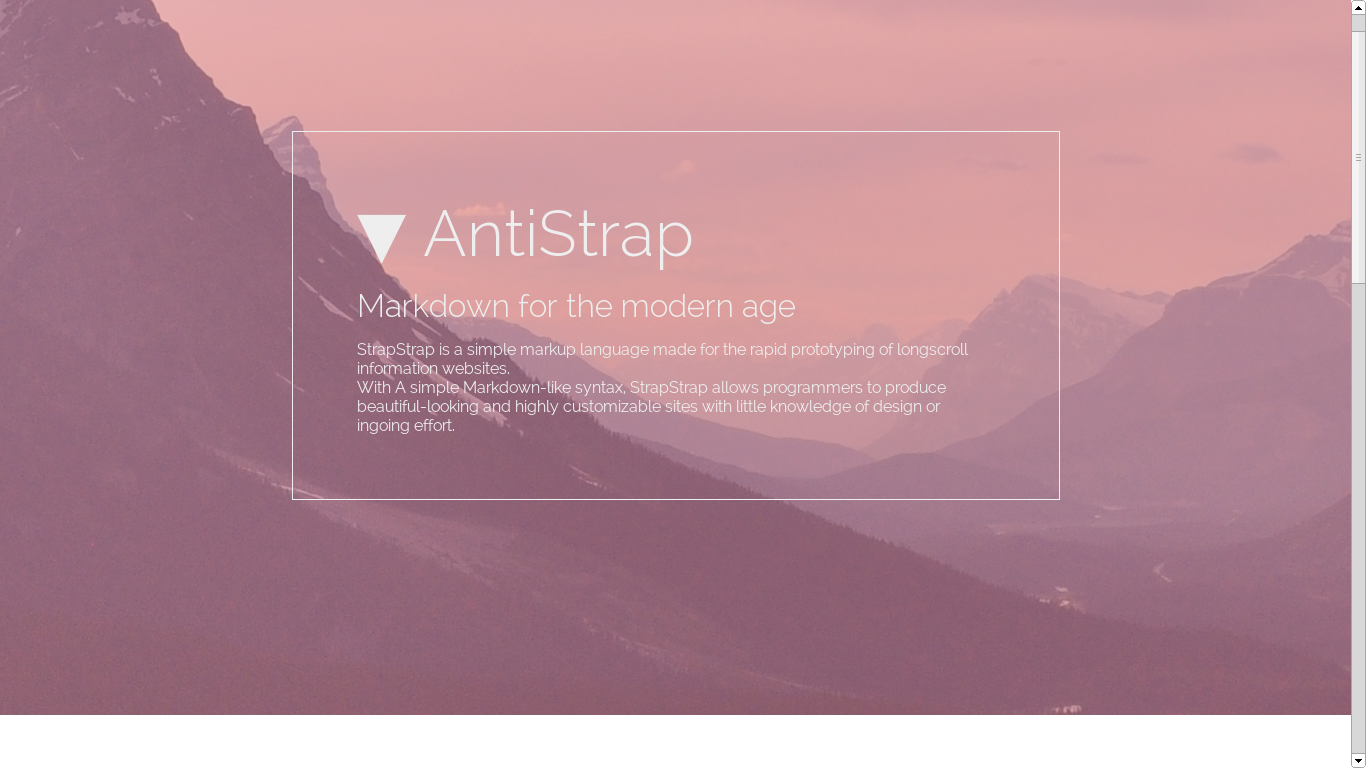 ▼ AntiStrap
Markdown for the modern age
StrapStrap is a simple markup language made for the rapid prototyping of longscroll
information websites.
With A simple Markdown-like syntax, StrapStrap allows programmers to produce
beautiful-looking and highly customizable sites with little knowledge of design or
ingoing effort.